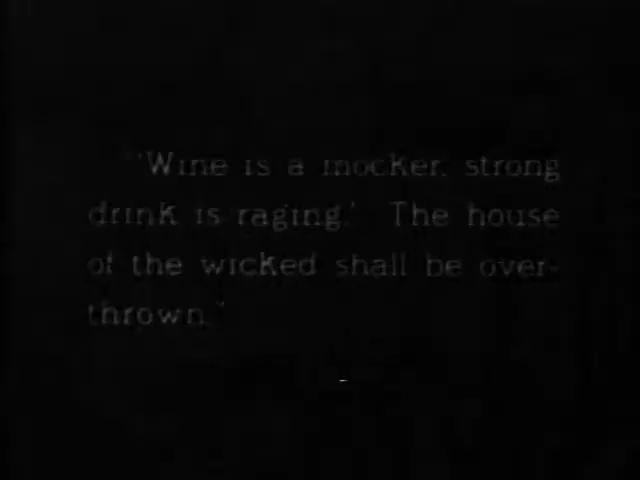 "'Wine is a mocker, strong
drink is raging.' The house
of the wicked shall be over-
thrown."